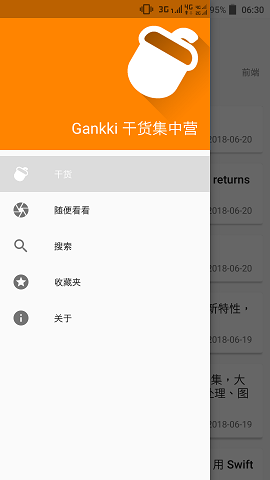 3G 4G 4G 95% 06:30
Gankki 干货集中营
前端
干货
2018-06-20
returns
随便看看
2018-06-20
搜索
2018-06-20
收藏夹
新特性，
关于
2018-06-19
集，大
处理、图
2018-06-19
用 Swift